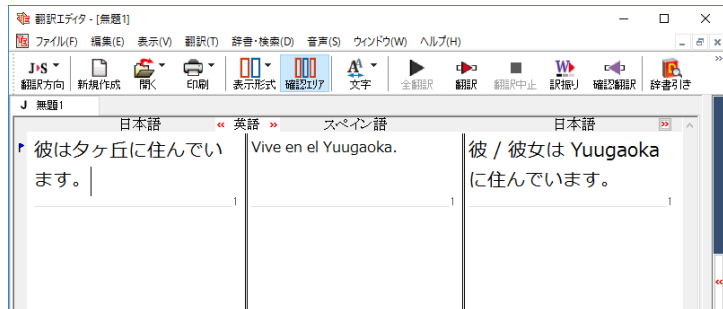 翻訳エディタ - [無題1]
ファイル(F) 編集(E) 表示(V) 翻訳(T) 辞書・検索(D) 音声(S) ウィンドウ(W) ヘルプ(H)
J▸S
翻訳方向 新規作成 開く 印刷 表示形式 確認エリア 文字 全翻訳 翻訳 翻訳中止 訳振り 確認翻訳 辞書引き
J 無題1
日本語 « 英語 » スペイン語 日本語 »
彼は夕ヶ丘に住んでい
ます。
1
Vive en el Yuugaoka.
1
彼 / 彼女は Yuugaoka
に住んでいます。
1